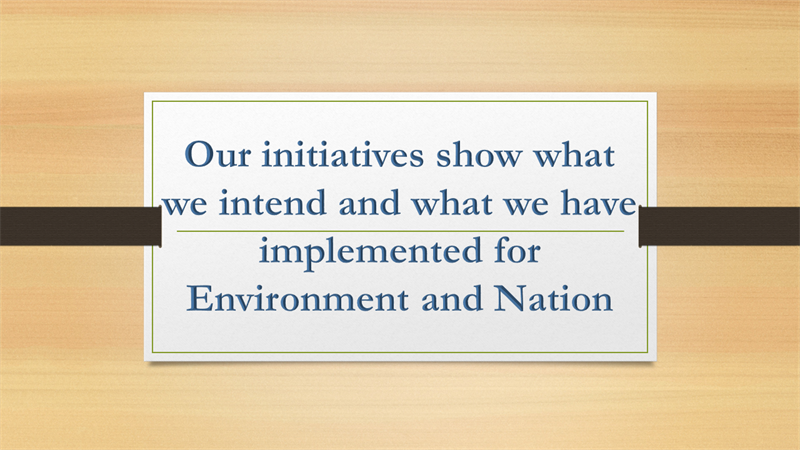 Our initiatives show what
we intend and what we have
implemented for
Environment and Nation